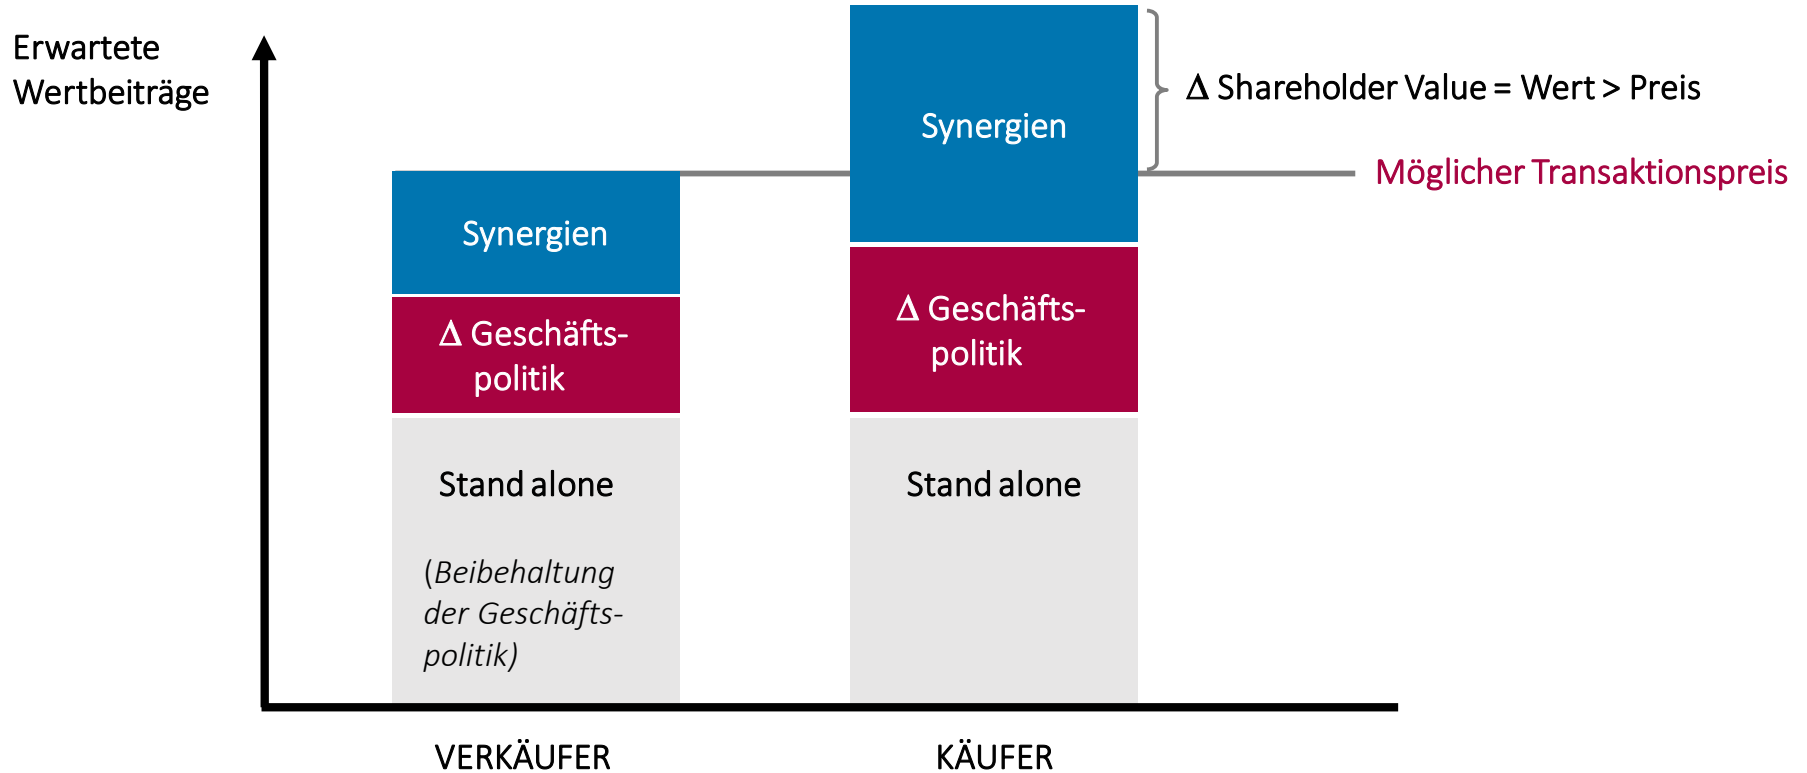 Erwartete
Wertbeiträge
Synergien
Δ Geschäfts-
politik
Stand alone
(Beibehaltung
der Geschäfts-
politik)
VERKÄUFER
Synergien
Δ Geschäfts-
politik
Stand alone
KÄUFER
Δ Shareholder Value = Wert > Preis
Möglicher Transaktionspreis